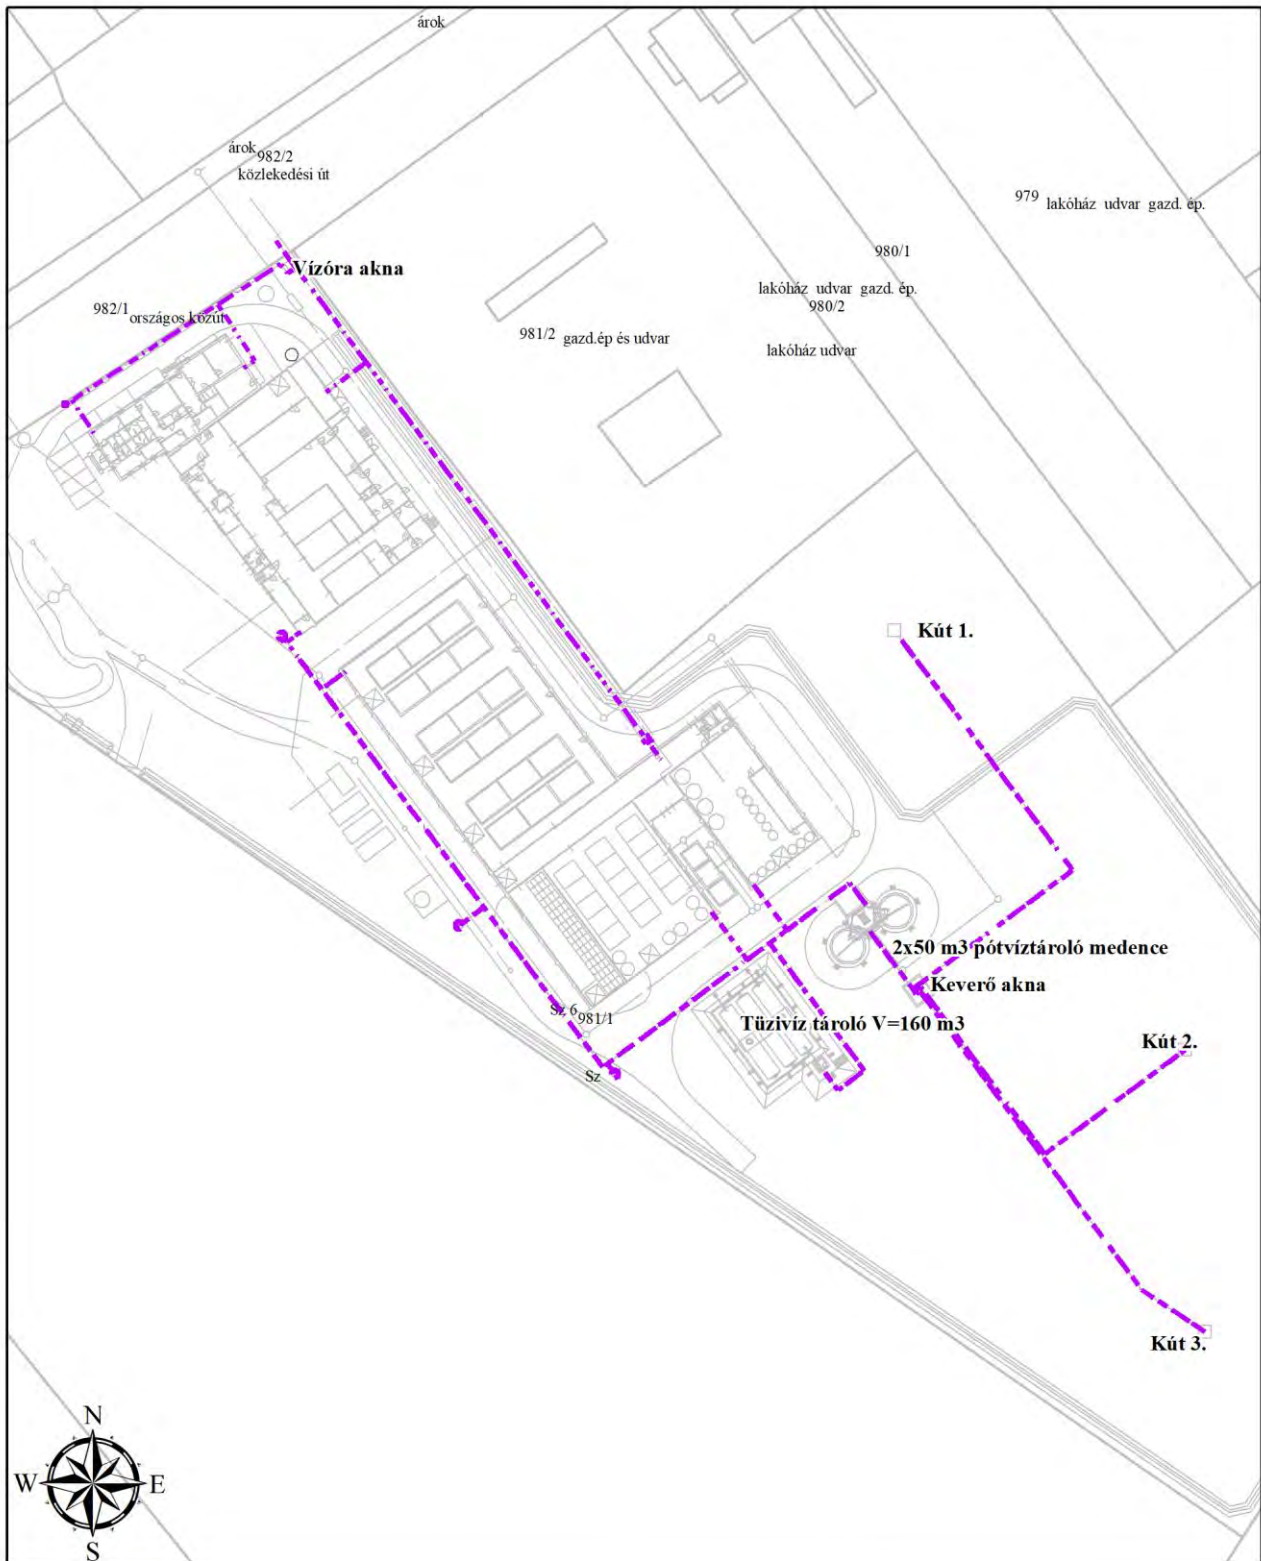 árok
árok
982/2
közlekedési út
979 lakóház udvar gazd. ép.
980/1
Vízóra akna
lakóház udvar gazd. ép.
980/2
982/1 országos közút
981/2 gazd.ép és udvar
lakóház udvar
Kút 1.
2x50 m3 pótvíztároló medence
Keverő akna
Sz 6
981/1
Tüzivíz tároló V=160 m3
Kút 2.
Sz
Kút 3.
N
W
E
S